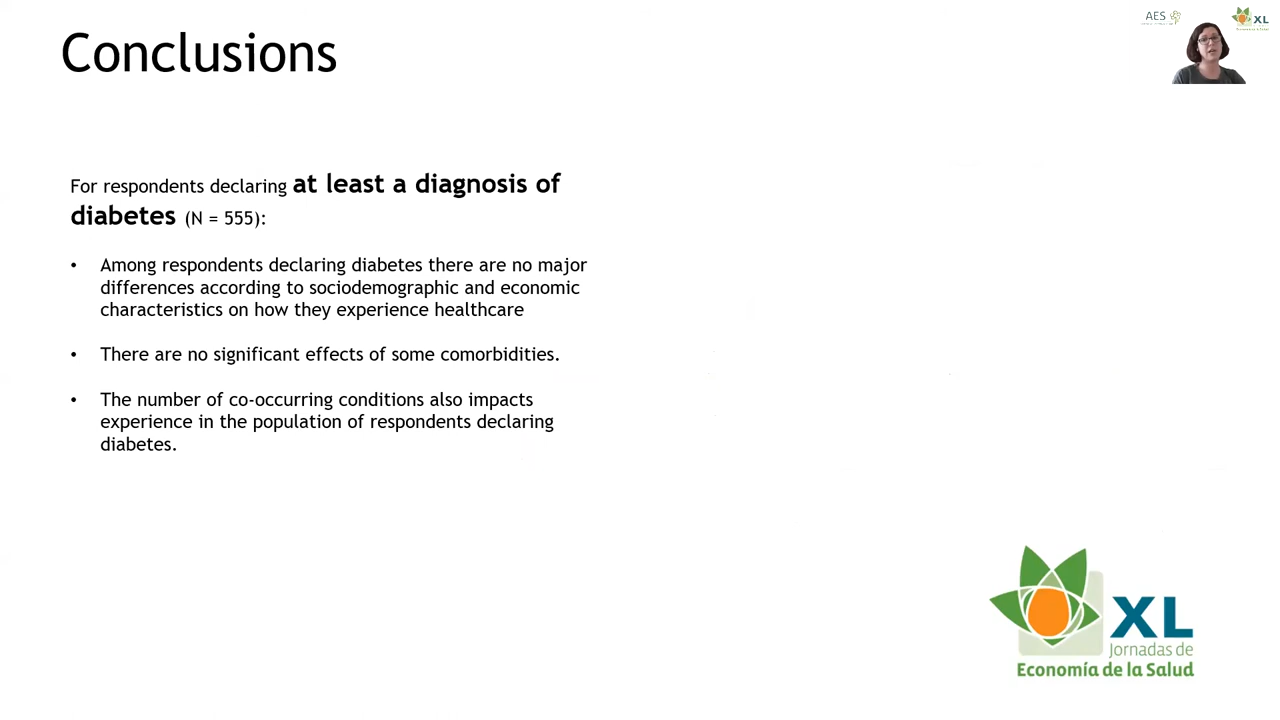 Conclusions
AES
XL
For respondents declaring at least a diagnosis of
diabetes (N = 555):
• Among respondents declaring diabetes there are no major
differences according to sociodemographic and economic
characteristics on how they experience healthcare
• There are no significant effects of some comorbidities.
• The number of co-occurring conditions also impacts
experience in the population of respondents declaring
diabetes.
XL
Jornadas de
Economía de la Salud